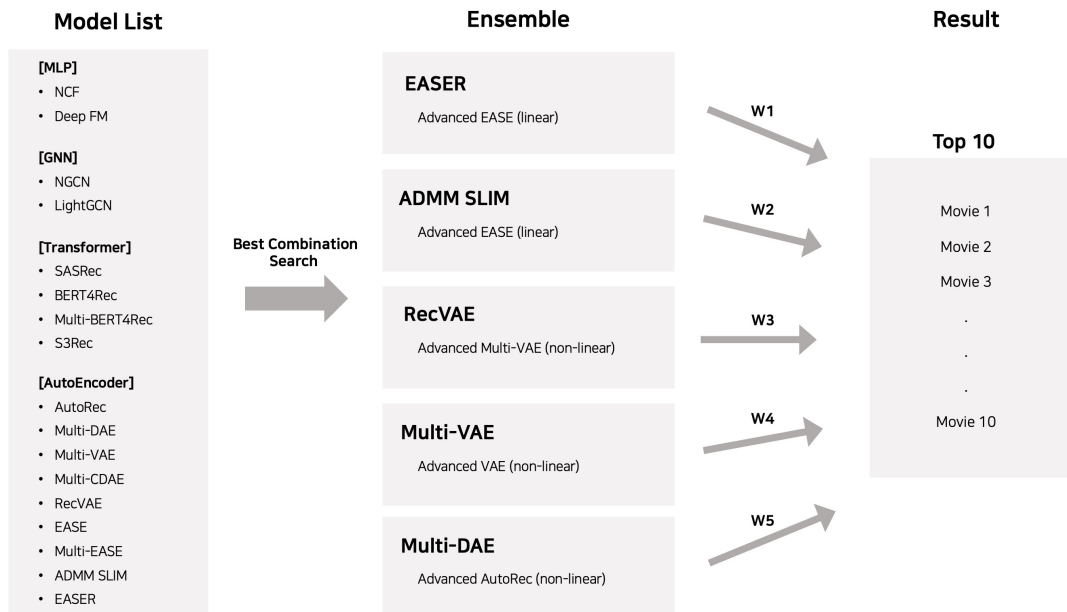 Model List
[MLP]
• NCF
• Deep FM
[GNN]
• NGCN
• LightGCN
[Transformer]
• SASRec
• BERT4Rec
• Multi-BERT4Rec
• S3Rec
[AutoEncoder]
• AutoRec
• Multi-DAE
• Multi-VAE
• Multi-CDAE
• RecVAE
• EASE
• Multi-EASE
• ADMM SLIM
• EASER
Best Combination
Search
Ensemble
EASER
Advanced EASE (linear)
ADMM SLIM
Advanced EASE (linear)
RecVAE
Advanced Multi-VAE (non-linear)
Multi-VAE
Advanced VAE (non-linear)
Multi-DAE
Advanced AutoRec (non-linear)
W1
W2
W3
W4
W5
Result
Top 10
Movie 1
Movie 2
Movie 3
.
.
.
Movie 10